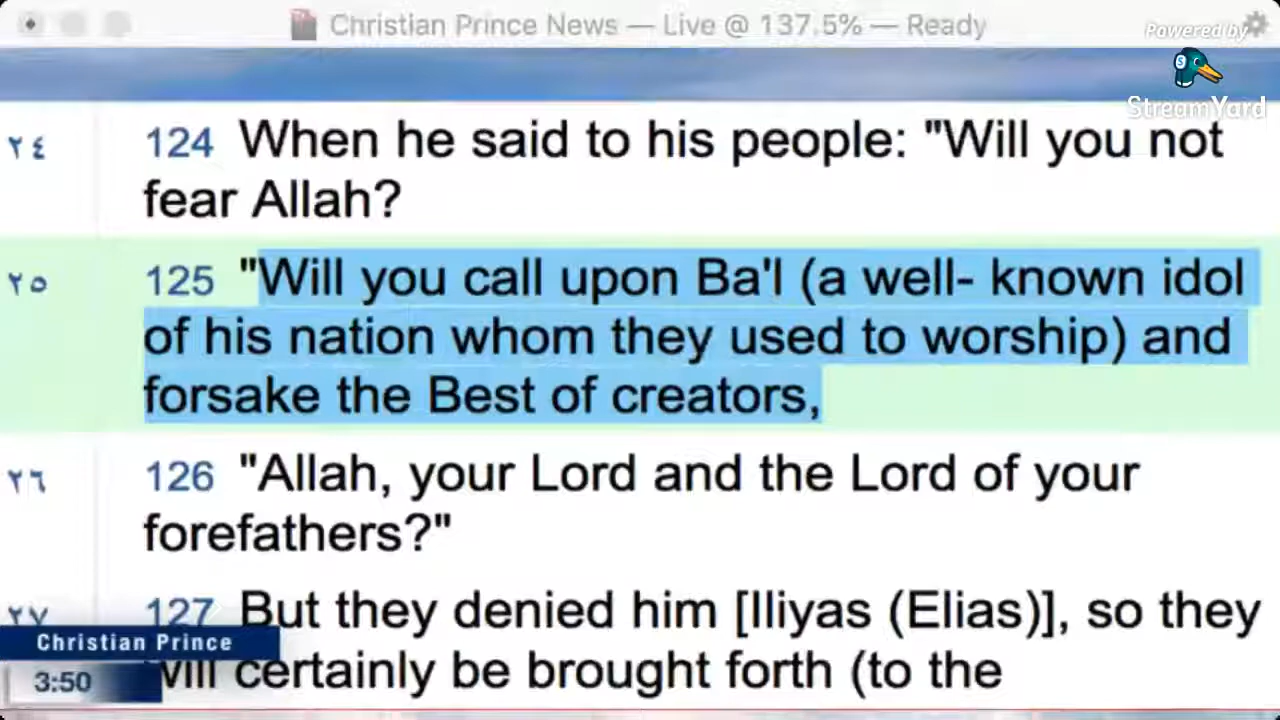 Christian Prince News — Live @ 137.5% — Ready
Powered by
StreamYard
٢٤ 124 When he said to his people: "Will you not
fear Allah?
٢٥ 125 "Will you call upon Ba'l (a well- known idol
of his nation whom they used to worship) and
forsake the Best of creators,
٢٦ 126 "Allah, your Lord and the Lord of your
forefathers?"
٢٧ 127 But they denied him [Iliyas (Elias)], so they
will certainly be brought forth (to the
Christian Prince
3:50